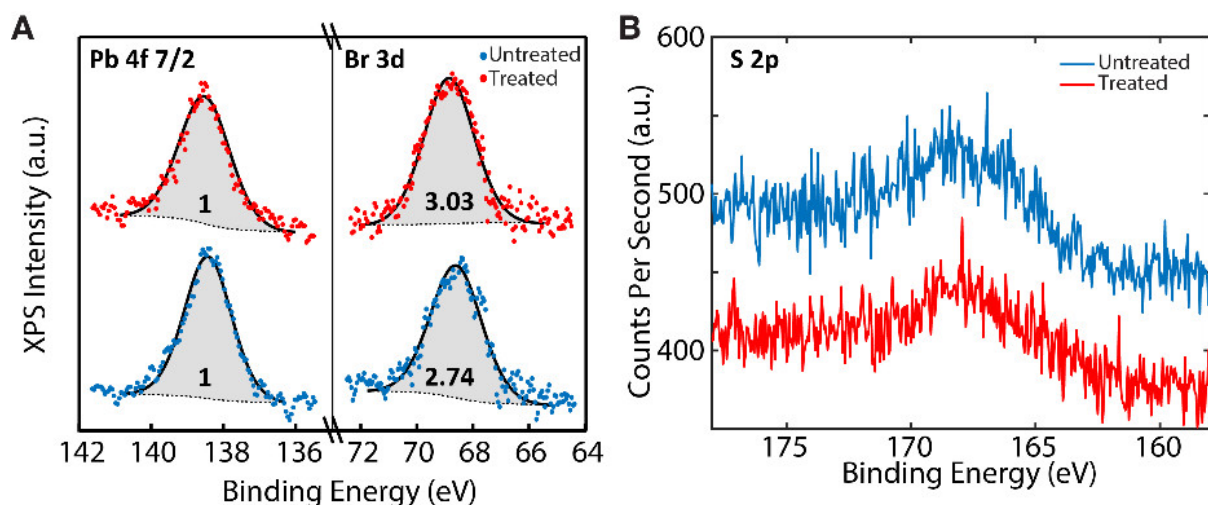 A
Pb 4f 7/2
Br 3d
Untreated
Treated
XPS Intensity (a.u.)
3.03
1
2.74
1
142 140 138 136 72 70 68 66 64
Binding Energy (eV)
B
S 2p
Untreated
Treated
Counts Per Second (a.u.)
600
500
400
175 170 165 160
Binding Energy (eV)